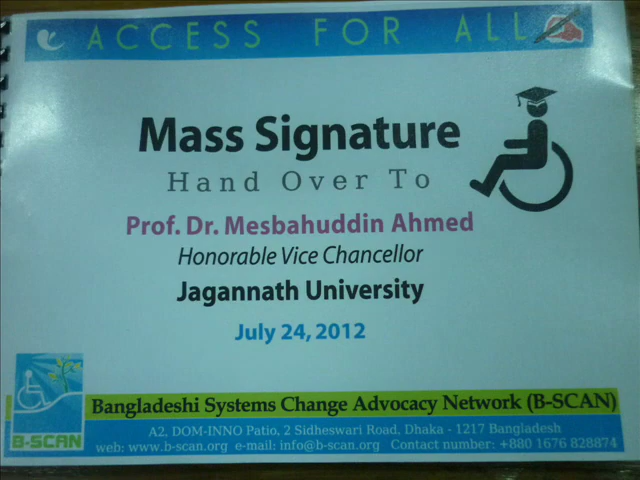 ACCESS FOR ALL
Mass Signature
Hand Over To
Prof. Dr. Mesbahuddin Ahmed
Honorable Vice Chancellor
Jagannath University
July 24, 2012
B-SCAN
Bangladeshi Systems Change Advocacy Network (B-SCAN)
A2, DOM-INNO Patio, 2 Sidheswari Road, Dhaka - 1217 Bangladesh
web: www.b-scan.org e-mail: info@b-scan.org Contact number: +880 1676 828874